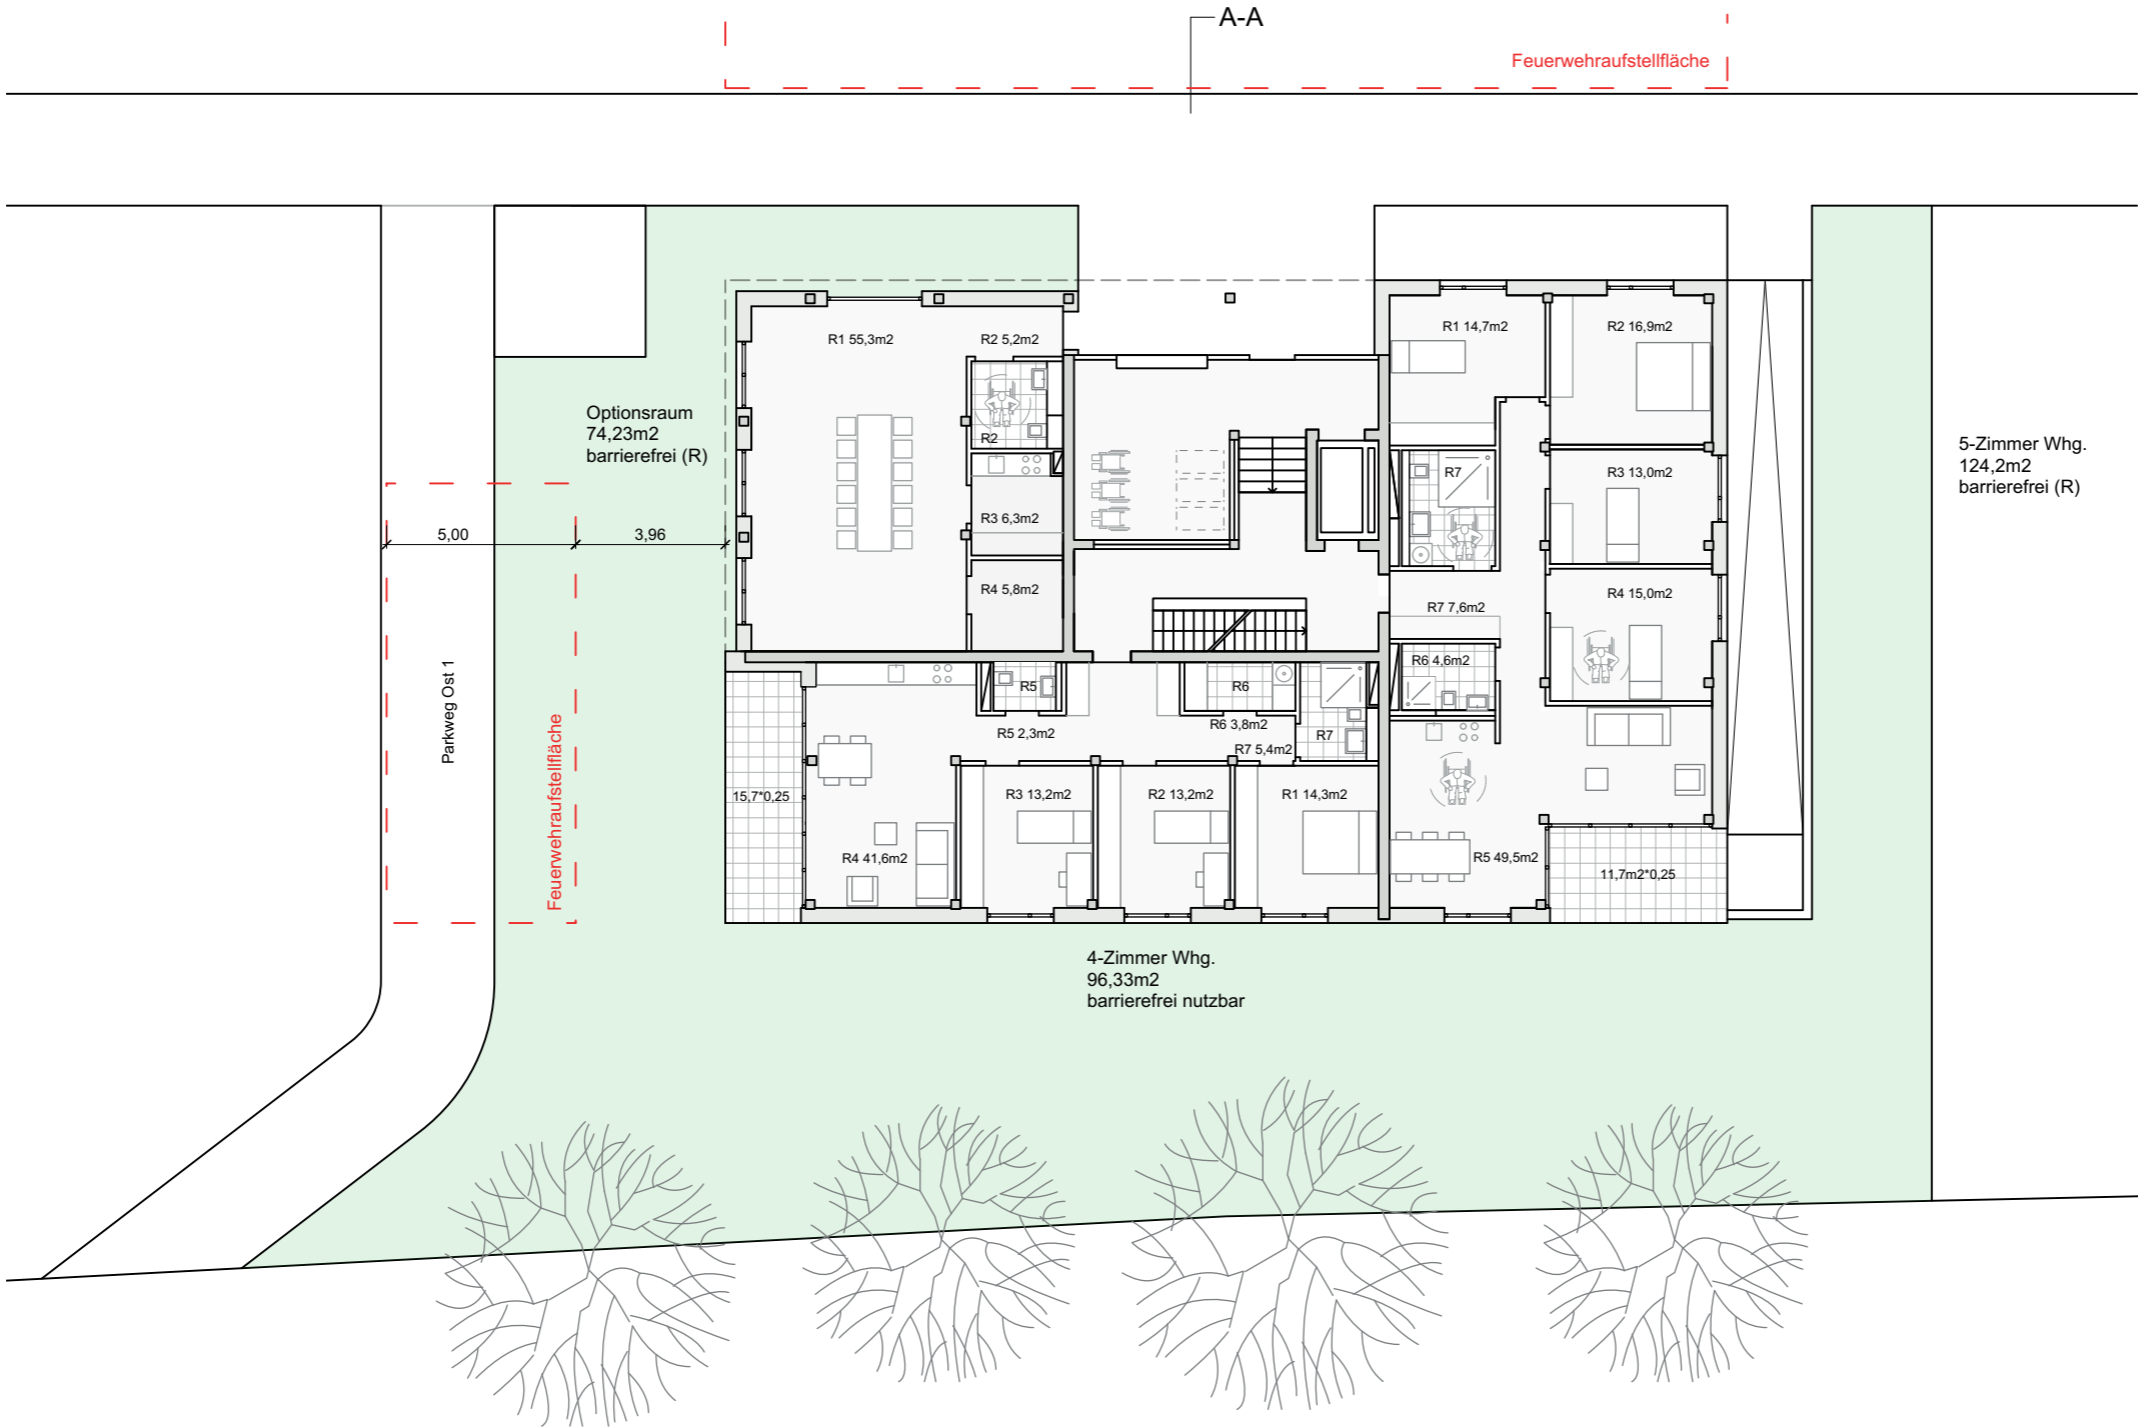 A-A
Feuerwehraufstellfläche
R1 55,3m2
R2 5,2m2
R1 14,7m2
R2 16,9m2
Optionsraum
74,23m2
barrierefrei (R)
R2
5-Zimmer Whg.
124,2m2
barrierefrei (R)
R7
R3 13,0m2
R3 6,3m2
5,00
3,96
R4 5,8m2
R4 15,0m2
R7 7,6m2
Parkweg Ost 1
R6 4,6m2
R5
R6
R5 2,3m2
R6 3,8m2
R7
R7 5,4m2
Feuerwehraufstellfläche
15,7*0,25
R3 13,2m2
R2 13,2m2
R1 14,3m2
R4 41,6m2
R5 49,5m2
11,7m2*0,25
4-Zimmer Whg.
96,33m2
barrierefrei nutzbar